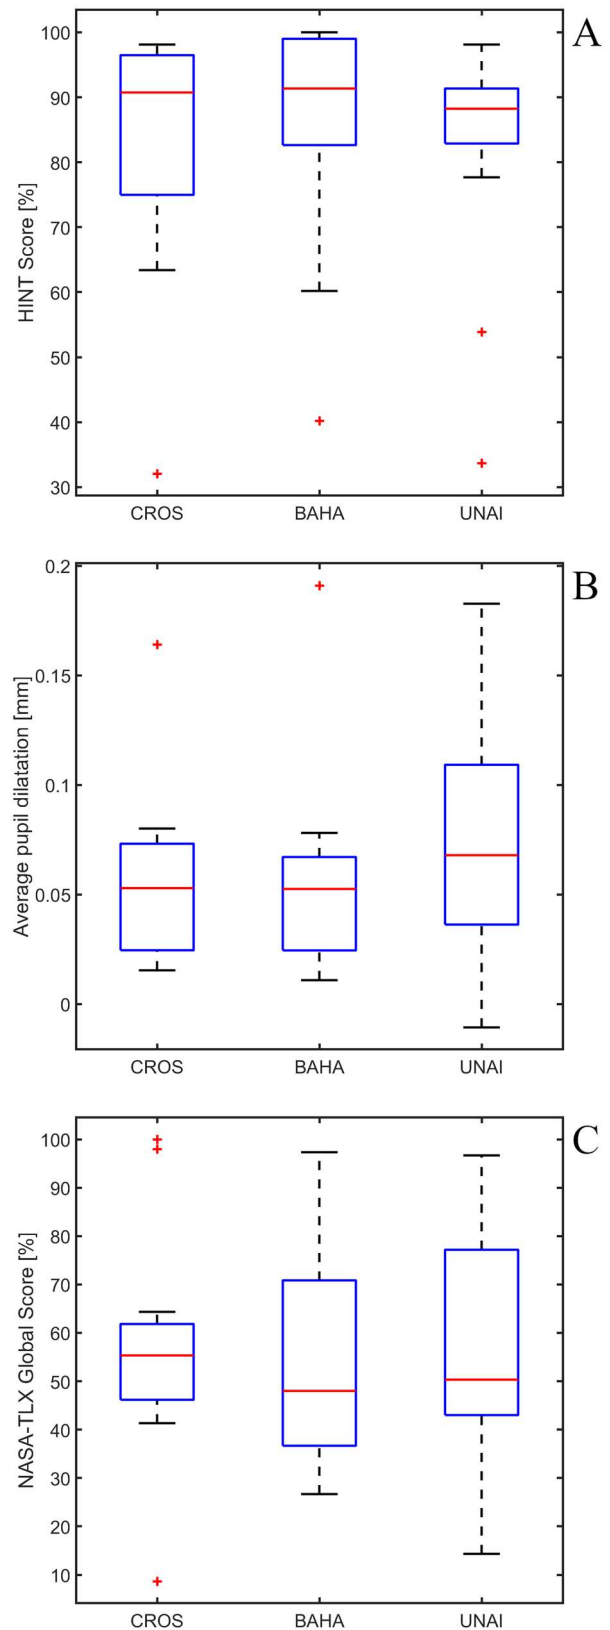 A
HINT Score [%]
100
90
80
70
60
50
40
30
CROS BAHA UNAI
B
Average pupil dilatation [mm]
0.2
0.15
0.1
0.05
0
CROS BAHA UNAI
C
NASA-TLX Global Score [%]
100
90
80
70
60
50
40
30
20
10
CROS BAHA UNAI